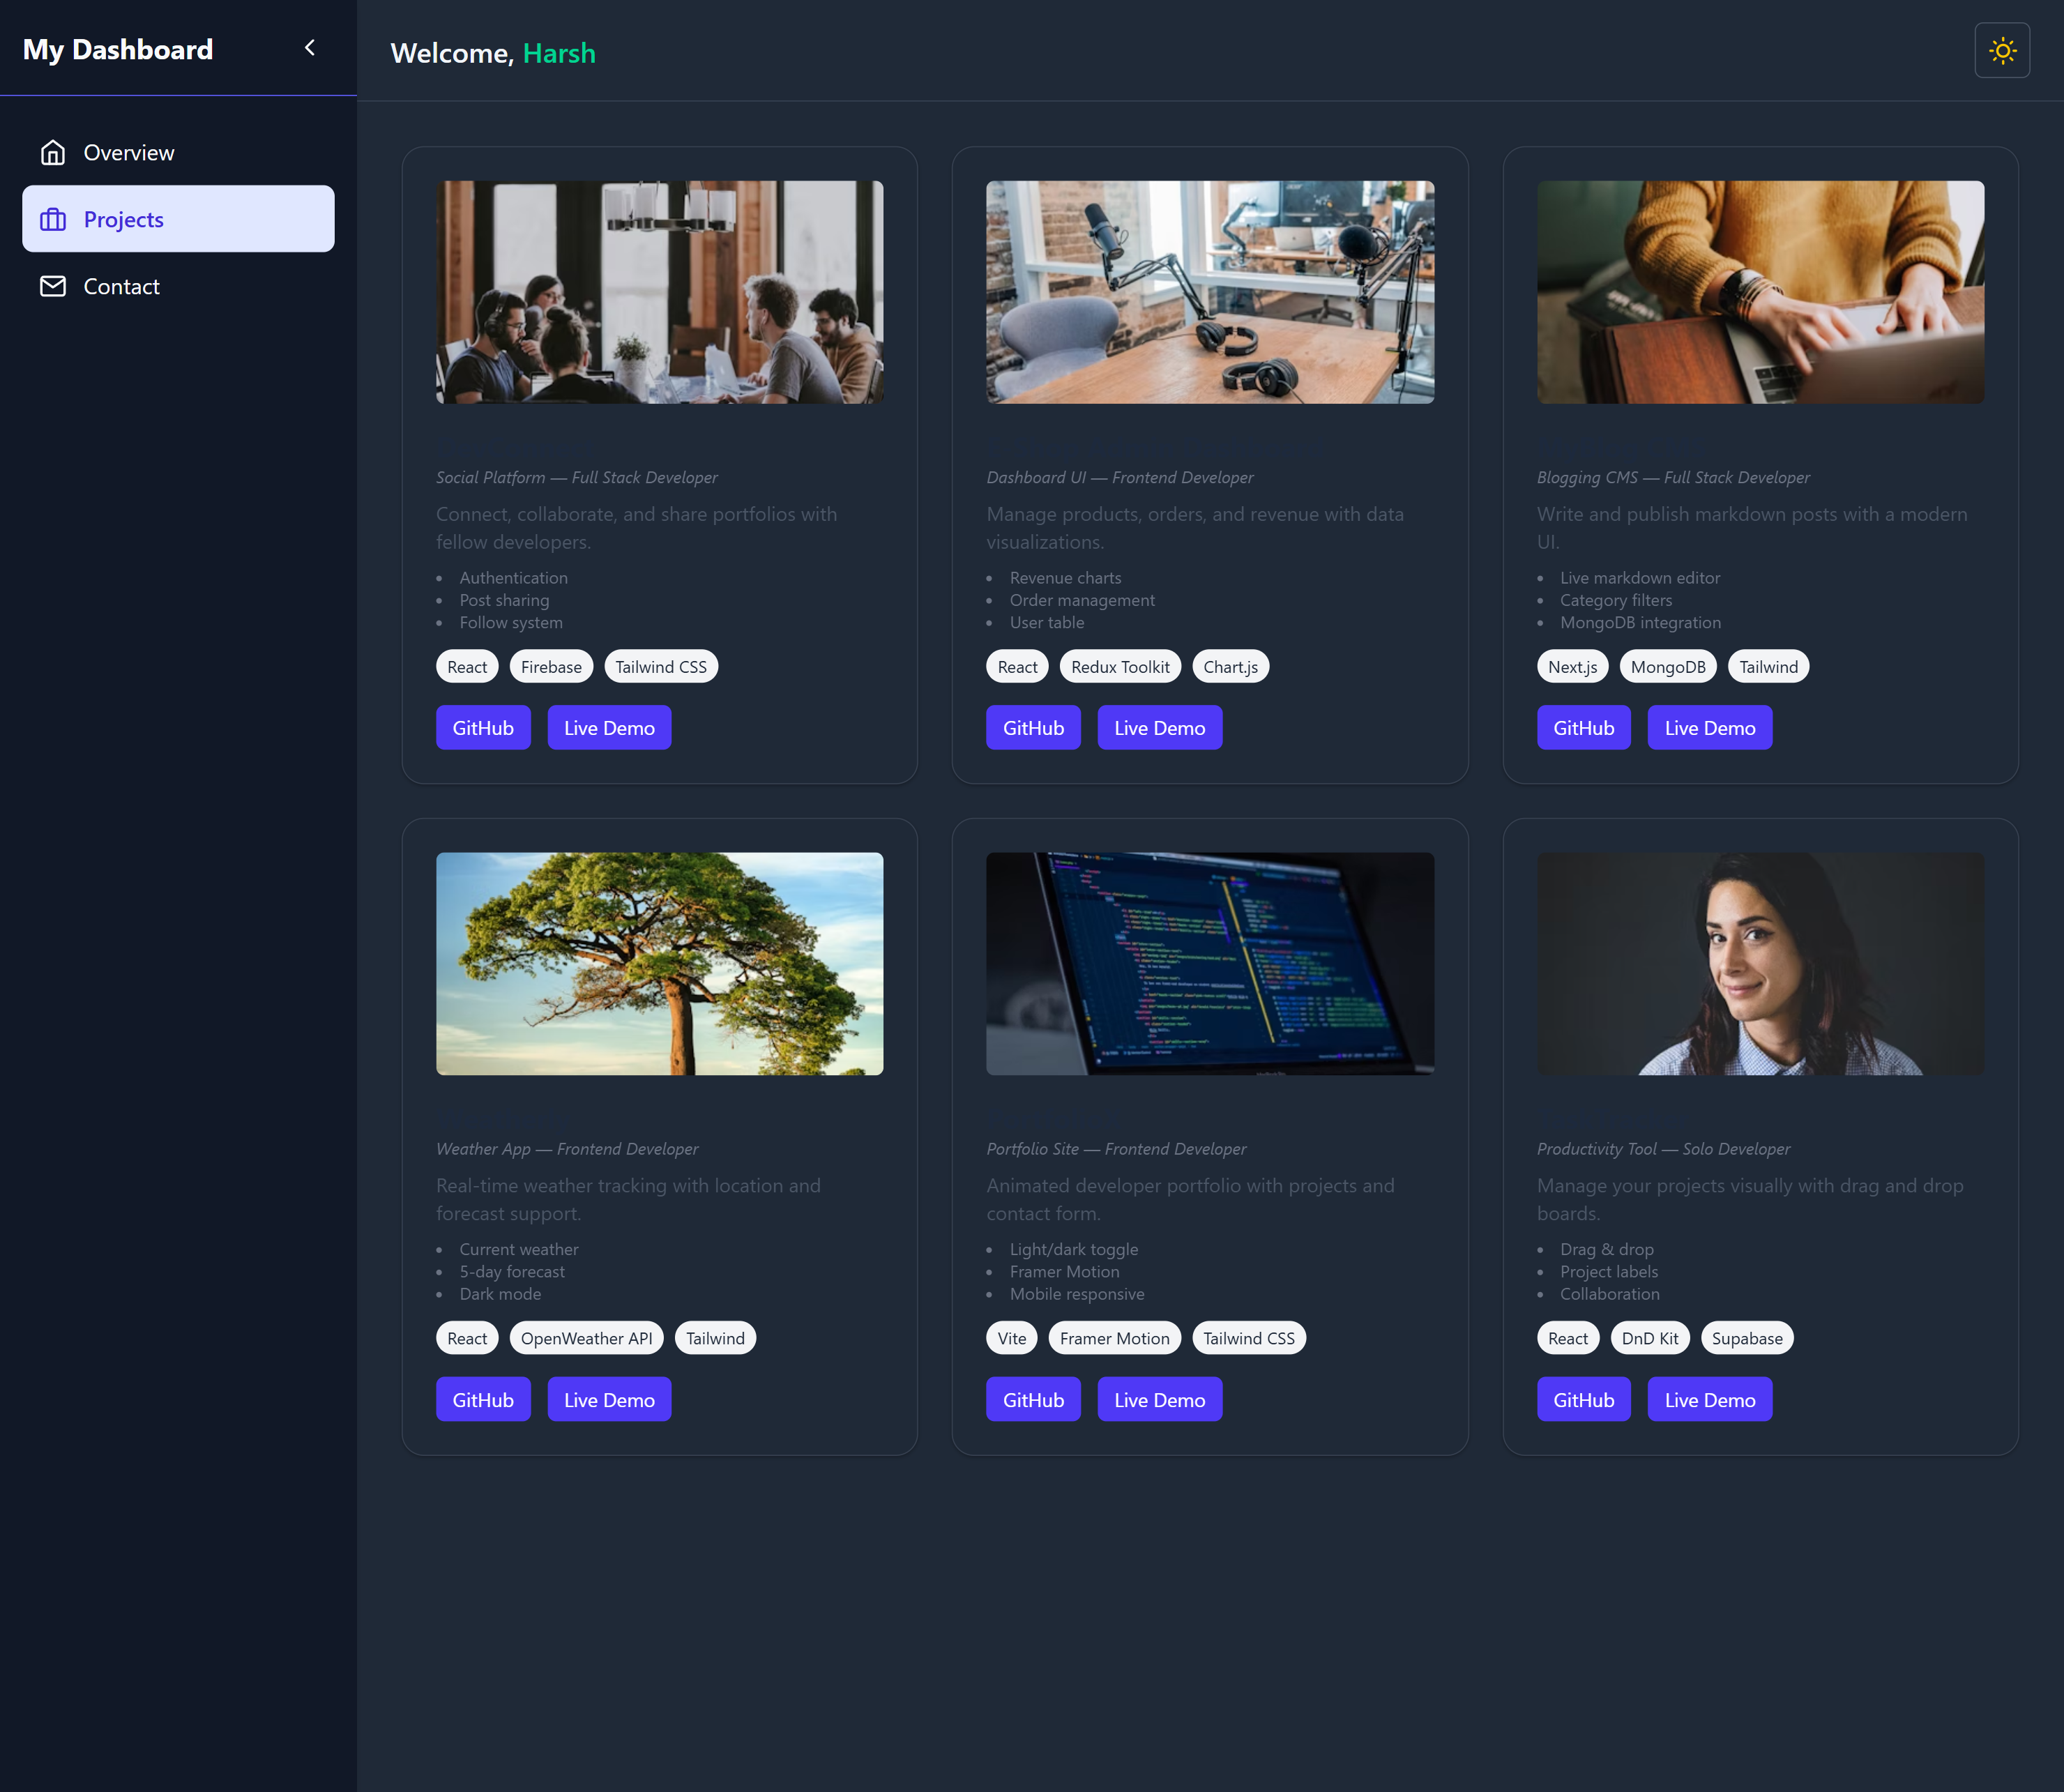 My Dashboard
Welcome, Harsh
Overview
Projects
Contact
Social Platform — Full Stack Developer
Connect, collaborate, and share portfolios with
fellow developers.
• Authentication
• Post sharing
• Follow system
React Firebase Tailwind CSS
GitHub Live Demo
Dashboard UI — Frontend Developer
Manage products, orders, and revenue with data
visualizations.
• Revenue charts
• Order management
• User table
React Redux Toolkit Chart.js
GitHub Live Demo
Blogging CMS — Full Stack Developer
Write and publish markdown posts with a modern
UI.
• Live markdown editor
• Category filters
• MongoDB integration
Next.js MongoDB Tailwind
GitHub Live Demo
Weather App — Frontend Developer
Real-time weather tracking with location and
forecast support.
• Current weather
• 5-day forecast
• Dark mode
React OpenWeather API Tailwind
GitHub Live Demo
Portfolio Site — Frontend Developer
Animated developer portfolio with projects and
contact form.
• Light/dark toggle
• Framer Motion
• Mobile responsive
Vite Framer Motion Tailwind CSS
GitHub Live Demo
Productivity Tool — Solo Developer
Manage your projects visually with drag and drop
boards.
• Drag & drop
• Project labels
• Collaboration
React DnD Kit Supabase
GitHub Live Demo